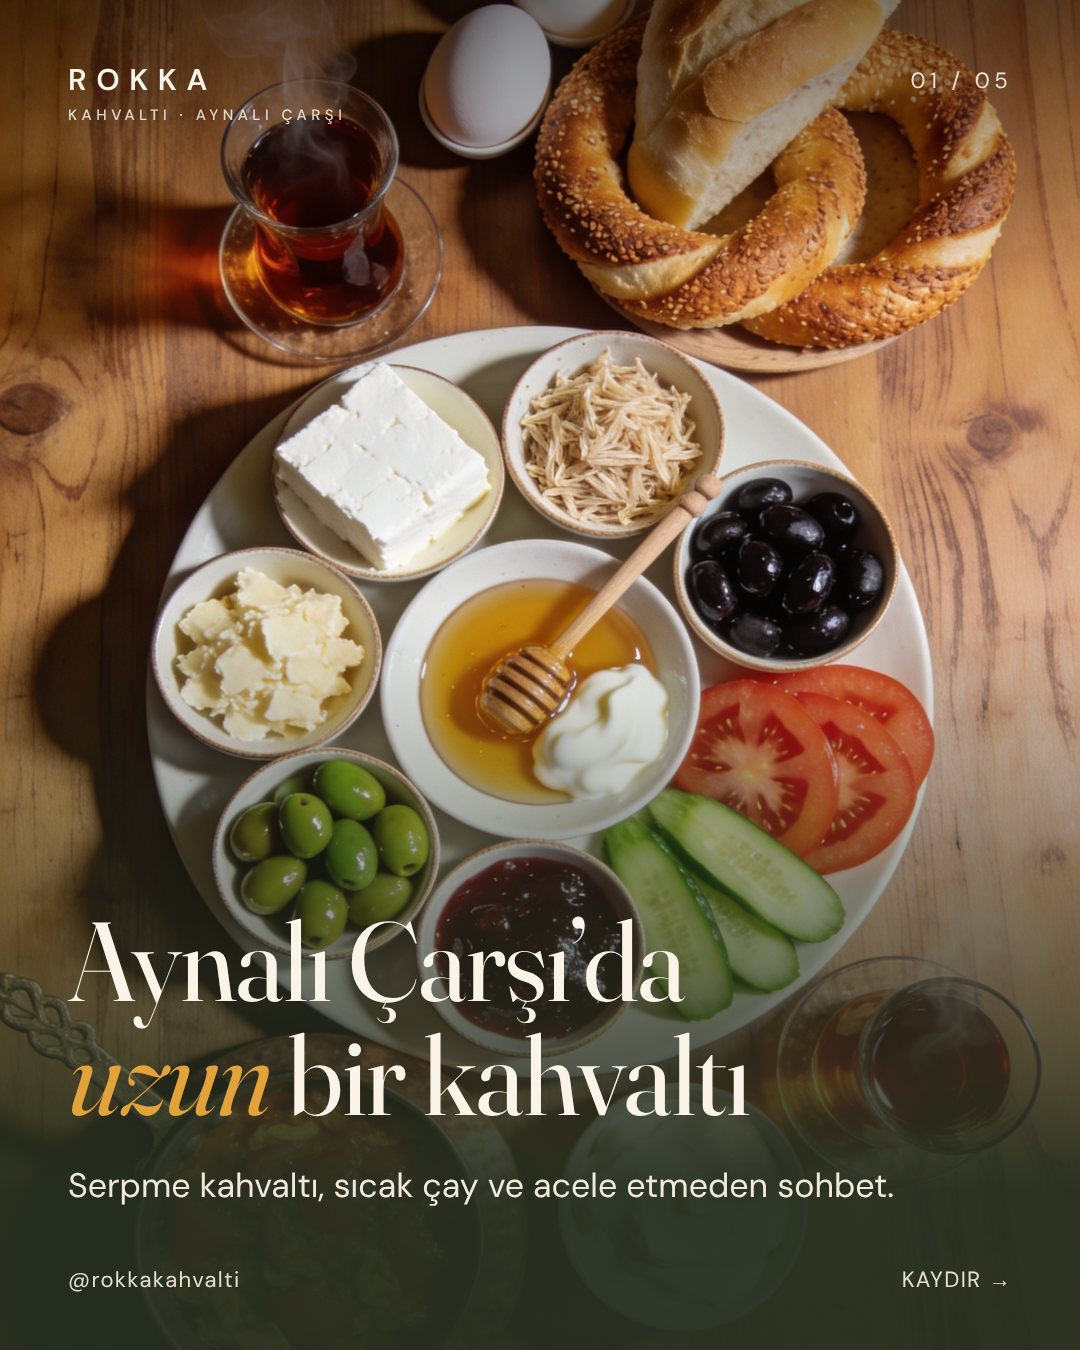 ROKKA
01 / 05
KAHVALTI · AYNALI ÇARŞI
Aynalı Çarşı’da
uzun bir kahvaltı
Serpme kahvaltı, sıcak çay ve acele etmeden sohbet.
@rokkakahvalti
KAYDIR →